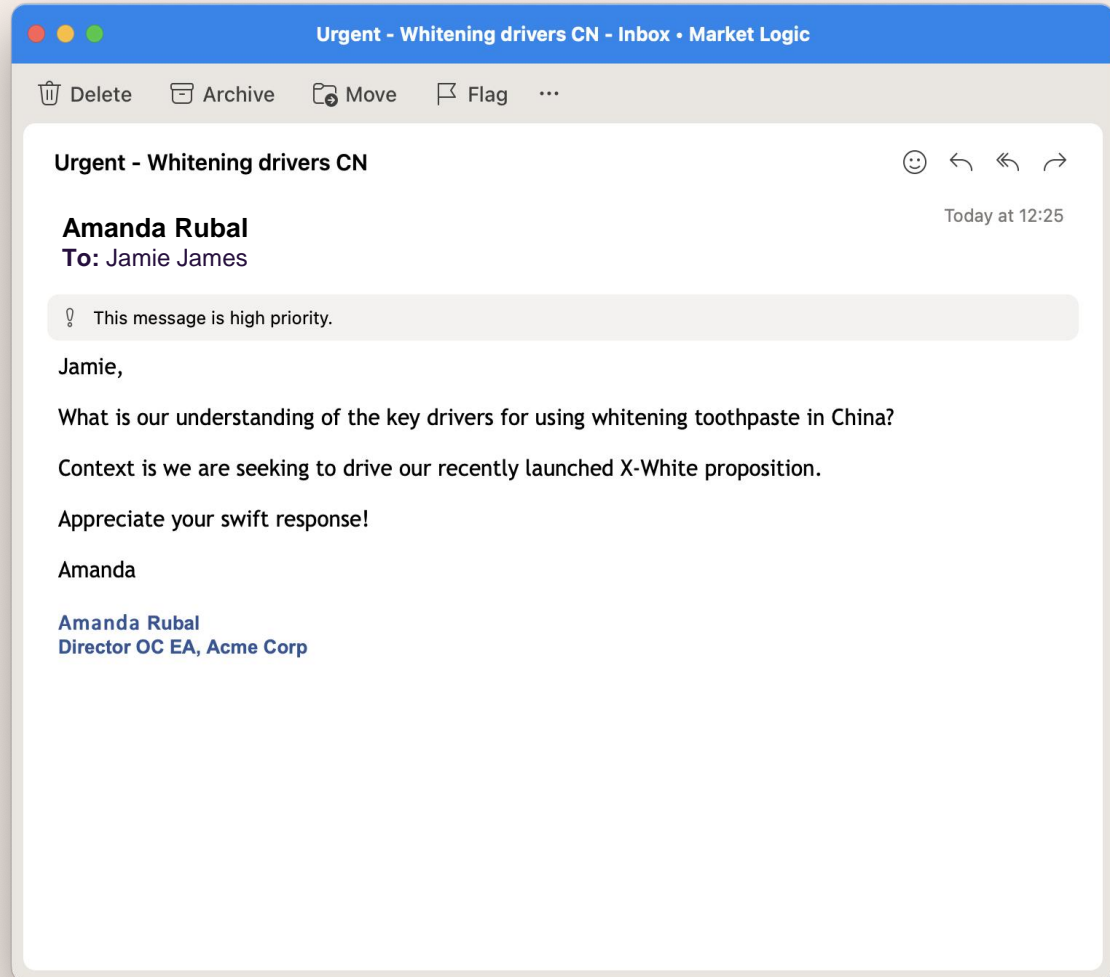 Urgent - Whitening drivers CN - Inbox • Market Logic
Delete Archive Move Flag ···
Urgent - Whitening drivers CN
Amanda Rubal
Today at 12:25
To: Jamie James
This message is high priority.
Jamie,
What is our understanding of the key drivers for using whitening toothpaste in China?
Context is we are seeking to drive our recently launched X-White proposition.
Appreciate your swift response!
Amanda
Amanda Rubal
Director OC EA, Acme Corp